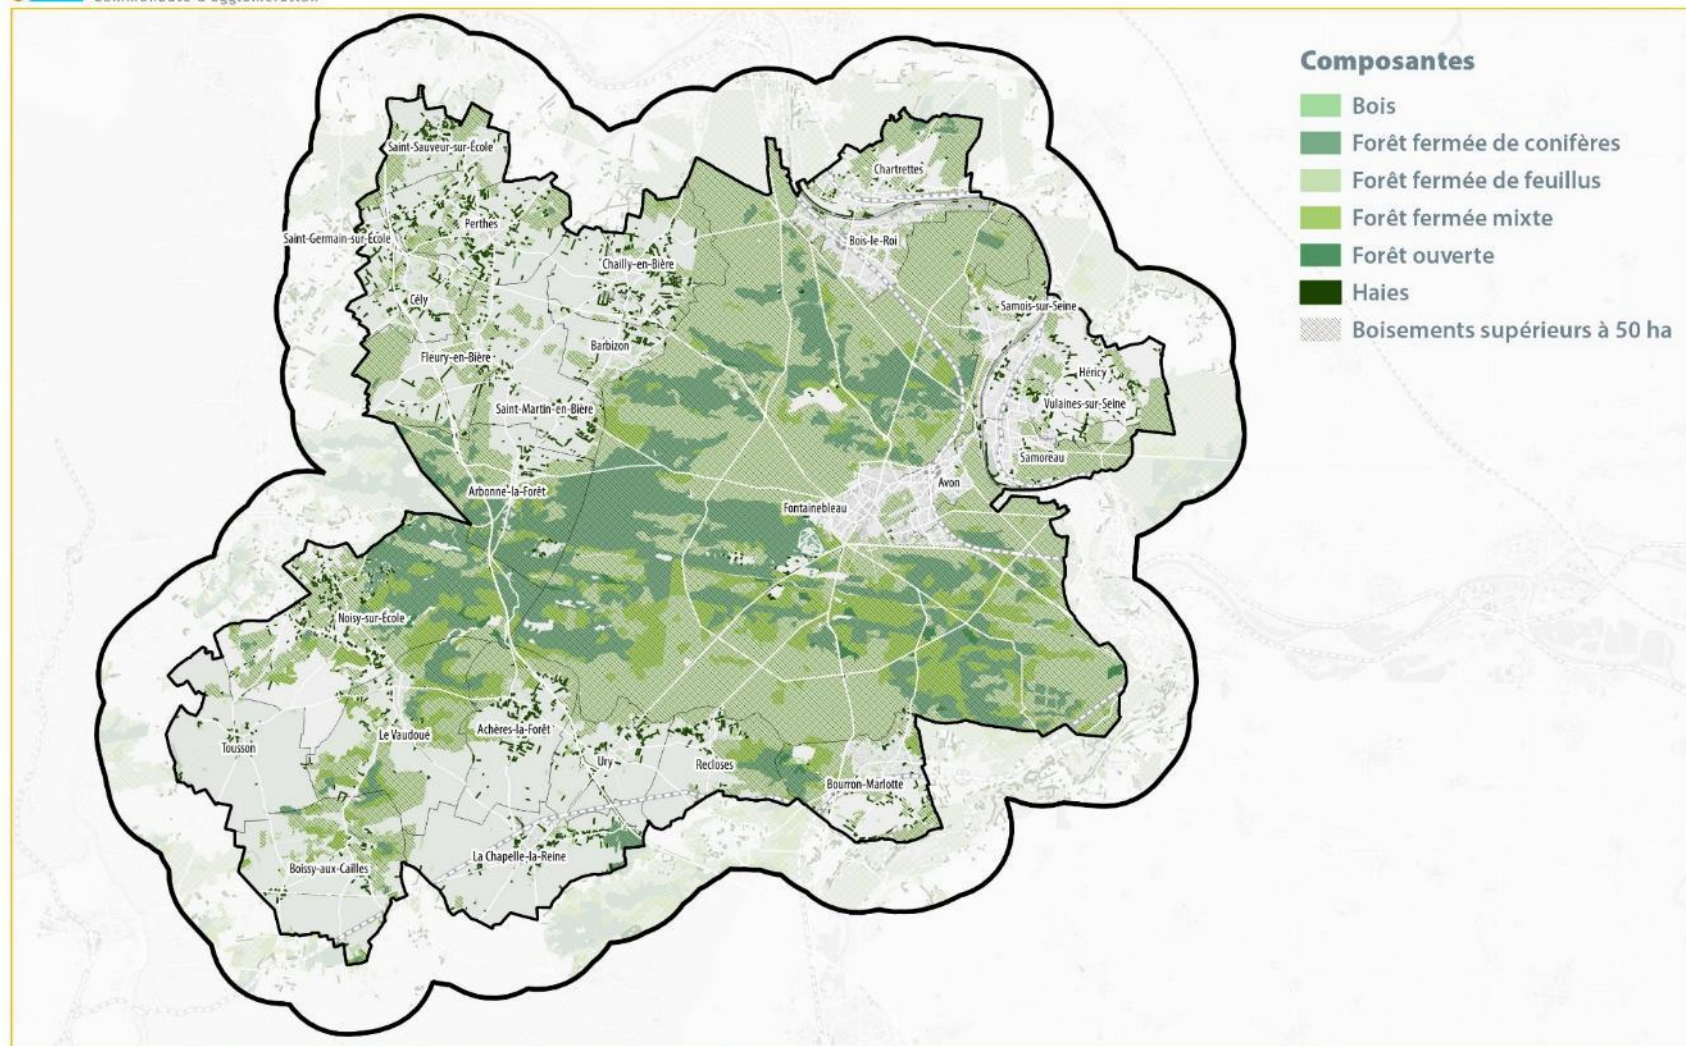 Communauté d'agglomération
Composantes
Bois
Forêt fermée de conifères
Forêt fermée de feuillus
Forêt fermée mixte
Forêt ouverte
Haies
Boisements supérieurs à 50 ha
Saint-Sauveur-sur-École
Chartrettes
Perthes
Saint-Germain-sur-École
Bois-le-Roi
Chailly-en-Bière
Cély
Samois-sur-Seine
Barbizon
Fleury-en-Bière
Héricy
Vulaines-sur-Seine
Saint-Martin-en-Bière
Samoreau
Avon
Arbonne-la-Forêt
Fontainebleau
Noisy-sur-École
Achères-la-Forêt
Le Vaudoué
Tousson
Ury
Recloses
Bourron-Marlotte
La Chapelle-la-Reine
Boissy-aux-Cailles